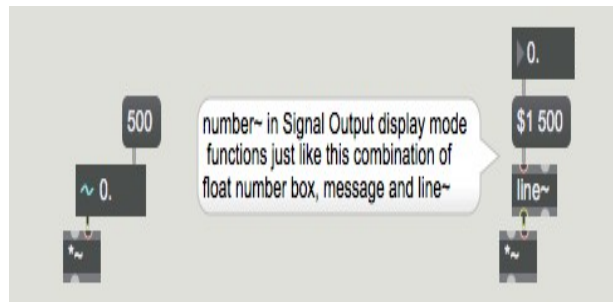 500
~ 0.
*~
number~ in Signal Output display mode
functions just like this combination of
float number box, message and line~
0.
$1 500
line~
*~